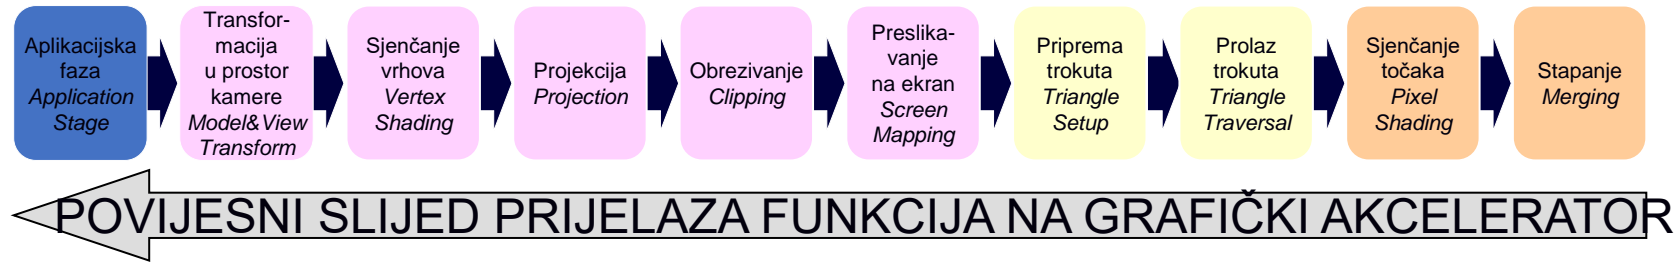 Aplikacijska
faza
Application
Stage
Transfor-
macija
u prostor
kamere
Model&View
Transform
Sjenčanje
vrhova
Vertex
Shading
Projekcija
Projection
Obrezivanje
Clipping
Preslika-
vanje
na ekran
Screen
Mapping
Priprema
trokuta
Triangle
Setup
Prolaz
trokuta
Triangle
Traversal
Sjenčanje
točaka
Pixel
Shading
Stapanje
Merging
POVIJESNI SLIJED PRIJELAZA FUNKCIJA NA GRAFIČKI AKCELERATOR